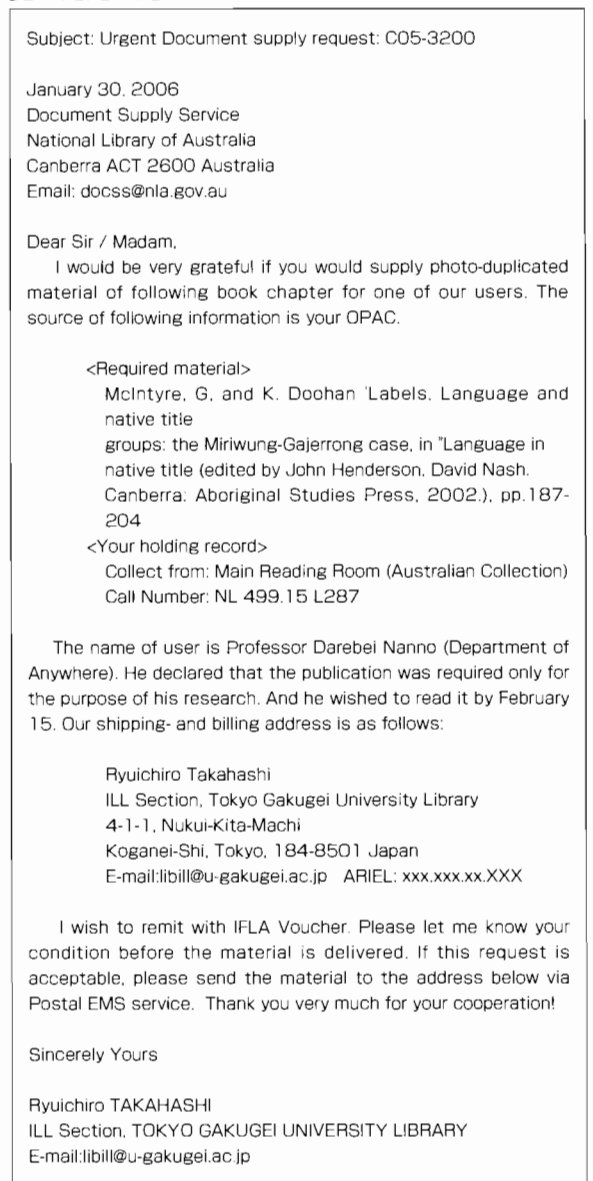 Subject: Urgent Document supply request: C05-3200
January 30, 2006
Document Supply Service
National Library of Australia
Canberra ACT 2600 Australia
Email: docss@nla.gov.au
Dear Sir / Madam,
I would be very grateful if you would supply photo-duplicated
material of following book chapter for one of our users. The
source of following information is your OPAC.
<Required material>
McIntyre, G, and K. Doohan 'Labels, Language and
native title
groups: the Miriwung-Gajerrong case, in "Language in
native title (edited by John Henderson, David Nash.
Canberra: Aboriginal Studies Press, 2002.), pp.187-
204
<Your holding record>
Collect from: Main Reading Room (Australian Collection)
Call Number: NL 499.15 L287
The name of user is Professor Darebei Nanno (Department of
Anywhere). He declared that the publication was required only for
the purpose of his research. And he wished to read it by February
15. Our shipping- and billing address is as follows:
Ryuichiro Takahashi
ILL Section, Tokyo Gakugei University Library
4-1-1, Nukui-Kita-Machi
Koganei-Shi, Tokyo, 184-8501 Japan
E-mail:libill@u-gakugei.ac.jp ARIEL: xxx.xxx.xx.XXX
I wish to remit with IFLA Voucher. Please let me know your
condition before the material is delivered. If this request is
acceptable, please send the material to the address below via
Postal EMS service. Thank you very much for your cooperation!
Sincerely Yours
Ryuichiro TAKAHASHI
ILL Section, TOKYO GAKUGEI UNIVERSITY LIBRARY
E-mail:libill@u-gakugei.ac.jp